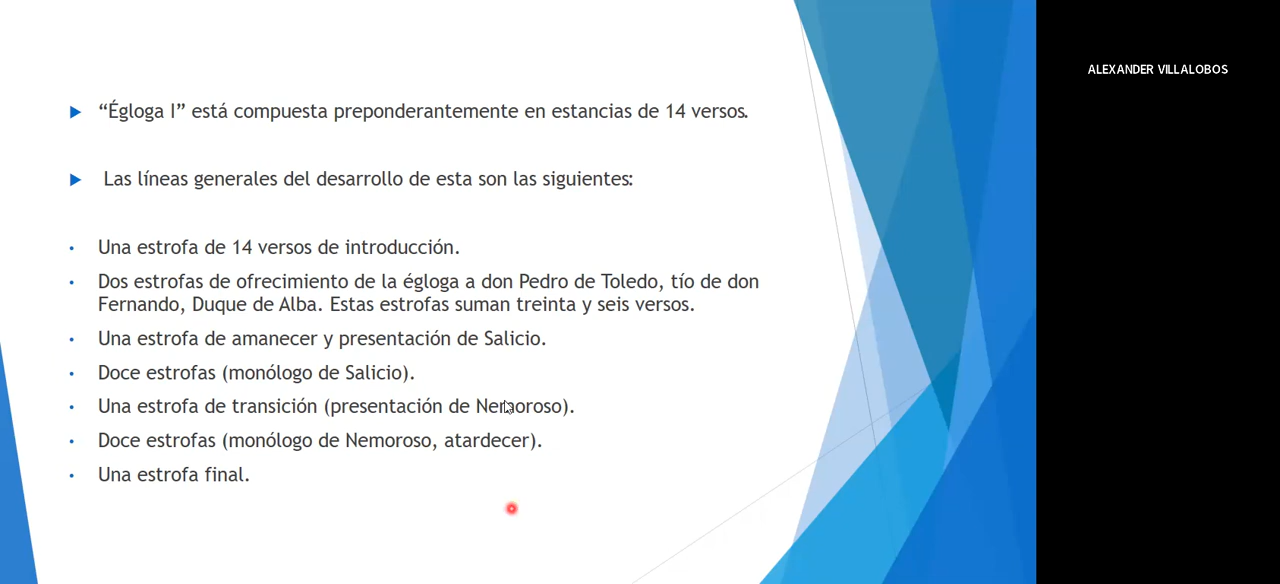 “Égloga I” está compuesta preponderantemente en estancias de 14 versos.
Las líneas generales del desarrollo de esta son las siguientes:
Una estrofa de 14 versos de introducción.
Dos estrofas de ofrecimiento de la égloga a don Pedro de Toledo, tío de don
Fernando, Duque de Alba. Estas estrofas suman treinta y seis versos.
Una estrofa de amanecer y presentación de Salicio.
Doce estrofas (monólogo de Salicio).
Una estrofa de transición (presentación de Nemoroso).
Doce estrofas (monólogo de Nemoroso, atardecer).
Una estrofa final.
ALEXANDER VILLALOBOS